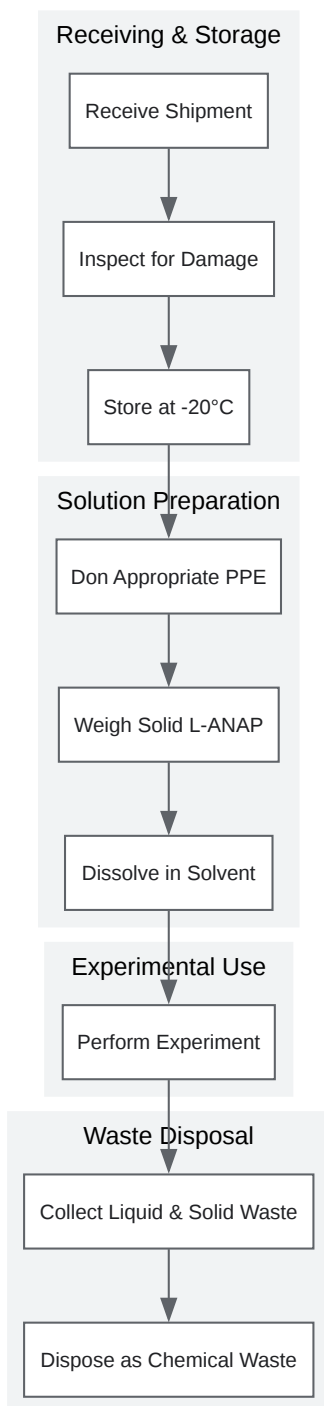 Receiving & Storage
Receive Shipment
Inspect for Damage
Store at -20°C
Solution Preparation
Don Appropriate PPE
Weigh Solid L-ANAP
Dissolve in Solvent
Experimental Use
Perform Experiment
Waste Disposal
Collect Liquid & Solid Waste
Dispose as Chemical Waste